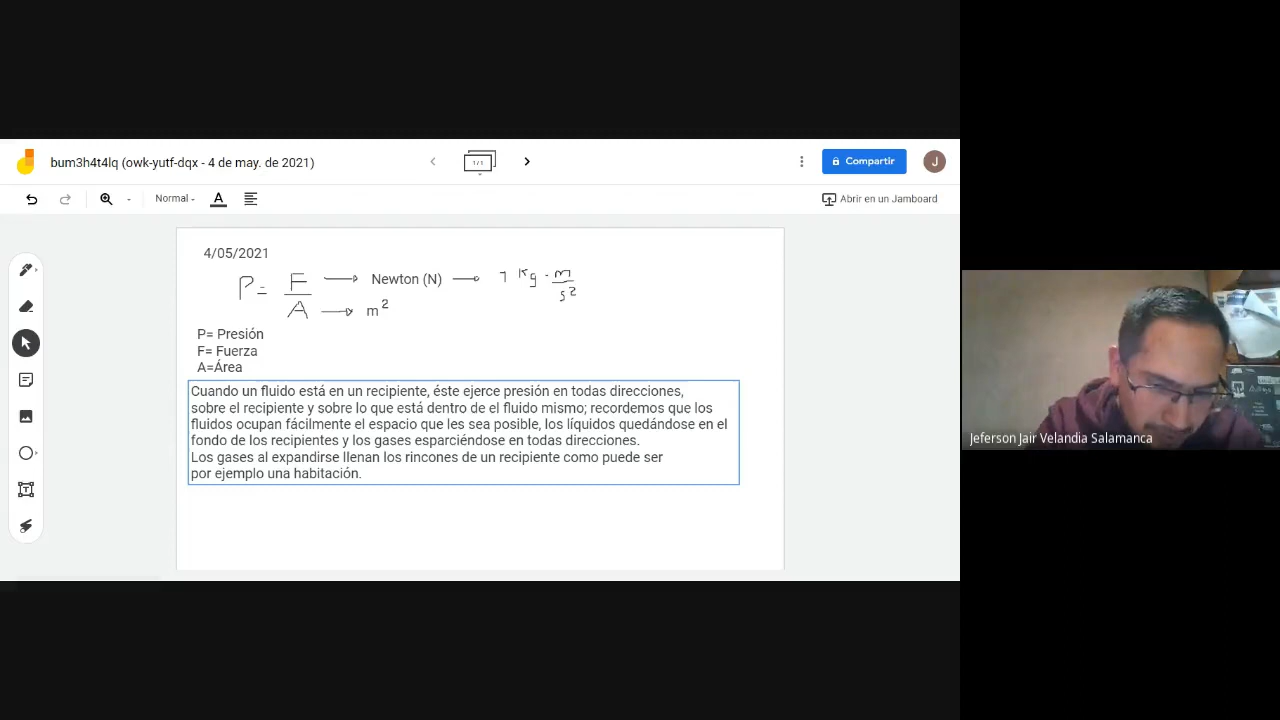 bum3h4t4lq (owk-yutf-dqx - 4 de may. de 2021)
1/1
Compartir
J
Normal
A
Abrir en un Jamboard
4/05/2021
P = F / A → Newton (N) → 1 Kg · m / s²
→ m²
P= Presión
F= Fuerza
A=Área
Cuando un fluido está en un recipiente, éste ejerce presión en todas direcciones,
sobre el recipiente y sobre lo que está dentro de el fluido mismo; recordemos que los
fluidos ocupan fácilmente el espacio que les sea posible, los líquidos quedándose en el
fondo de los recipientes y los gases esparciéndose en todas direcciones.
Los gases al expandirse llenan los rincones de un recipiente como puede ser
por ejemplo una habitación.
Jeferson Jair Velandia Salamanca